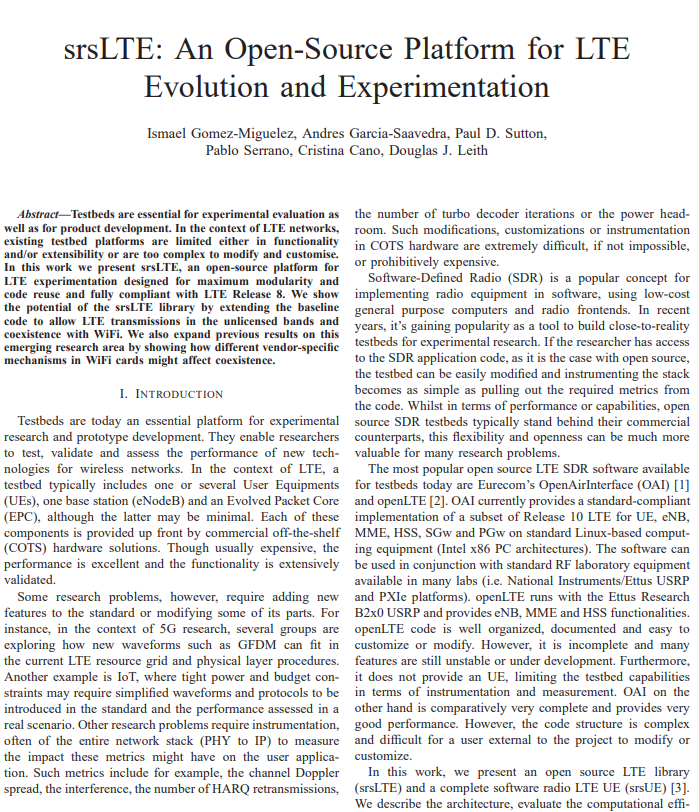 srsLTE: An Open-Source Platform for LTE
Evolution and Experimentation
Ismael Gomez-Miguelez, Andres Garcia-Saavedra, Paul D. Sutton,
Pablo Serrano, Cristina Cano, Douglas J. Leith
Abstract—Testbeds are essential for experimental evaluation as
well as for product development. In the context of LTE networks,
existing testbed platforms are limited either in functionality
and/or extensibility or are too complex to modify and customise.
In this work we present srsLTE, an open-source platform for
LTE experimentation designed for maximum modularity and
code reuse and fully compliant with LTE Release 8. We show
the potential of the srsLTE library by extending the baseline
code to allow LTE transmissions in the unlicensed bands and
coexistence with WiFi. We also expand previous results on this
emerging research area by showing how different vendor-specific
mechanisms in WiFi cards might affect coexistence.
I. INTRODUCTION
Testbeds are today an essential platform for experimental
research and prototype development. They enable researchers
to test, validate and assess the performance of new tech-
nologies for wireless networks. In the context of LTE, a
testbed typically includes one or several User Equipments
(UEs), one base station (eNodeB) and an Evolved Packet Core
(EPC), although the latter may be minimal. Each of these
components is provided up front by commercial off-the-shelf
(COTS) hardware solutions. Though usually expensive, the
performance is excellent and the functionality is extensively
validated.
Some research problems, however, require adding new
features to the standard or modifying some of its parts. For
instance, in the context of 5G research, several groups are
exploring how new waveforms such as GFDM can fit in
the current LTE resource grid and physical layer procedures.
Another example is IoT, where tight power and budget con-
straints may require simplified waveforms and protocols to be
introduced in the standard and the performance assessed in a
real scenario. Other research problems require instrumentation,
often of the entire network stack (PHY to IP) to measure
the impact these metrics might have on the user applica-
tion. Such metrics include for example, the channel Doppler
spread, the interference, the number of HARQ retransmissions,
the number of turbo decoder iterations or the power head-
room. Such modifications, customizations or instrumentation
in COTS hardware are extremely difficult, if not impossible,
or prohibitively expensive.
Software-Defined Radio (SDR) is a popular concept for
implementing radio equipment in software, using low-cost
general purpose computers and radio frontends. In recent
years, it's gaining popularity as a tool to build close-to-reality
testbeds for experimental research. If the researcher has access
to the SDR application code, as it is the case with open source,
the testbed can be easily modified and instrumenting the stack
becomes as simple as pulling out the required metrics from
the code. Whilst in terms of performance or capabilities, open
source SDR testbeds typically stand behind their commercial
counterparts, this flexibility and openness can be much more
valuable for many research problems.
The most popular open source LTE SDR software available
for testbeds today are Eurecom's OpenAirInterface (OAI) [1]
and openLTE [2]. OAI currently provides a standard-compliant
implementation of a subset of Release 10 LTE for UE, eNB,
MME, HSS, SGw and PGw on standard Linux-based comput-
ing equipment (Intel x86 PC architectures). The software can
be used in conjunction with standard RF laboratory equipment
available in many labs (i.e. National Instruments/Ettus USRP
and PXIe platforms). openLTE runs with the Ettus Research
B2x0 USRP and provides eNB, MME and HSS functionalities.
openLTE code is well organized, documented and easy to
customize or modify. However, it is incomplete and many
features are still unstable or under development. Furthermore,
it does not provide an UE, limiting the testbed capabilities
in terms of instrumentation and measurement. OAI on the
other hand is comparatively very complete and provides very
good performance. However, the code structure is complex
and difficult for a user external to the project to modify or
customize.
In this work, we present an open source LTE library
(srsLTE) and a complete software radio LTE UE (srsUE) [3].
We describe the architecture, evaluate the computational effi-